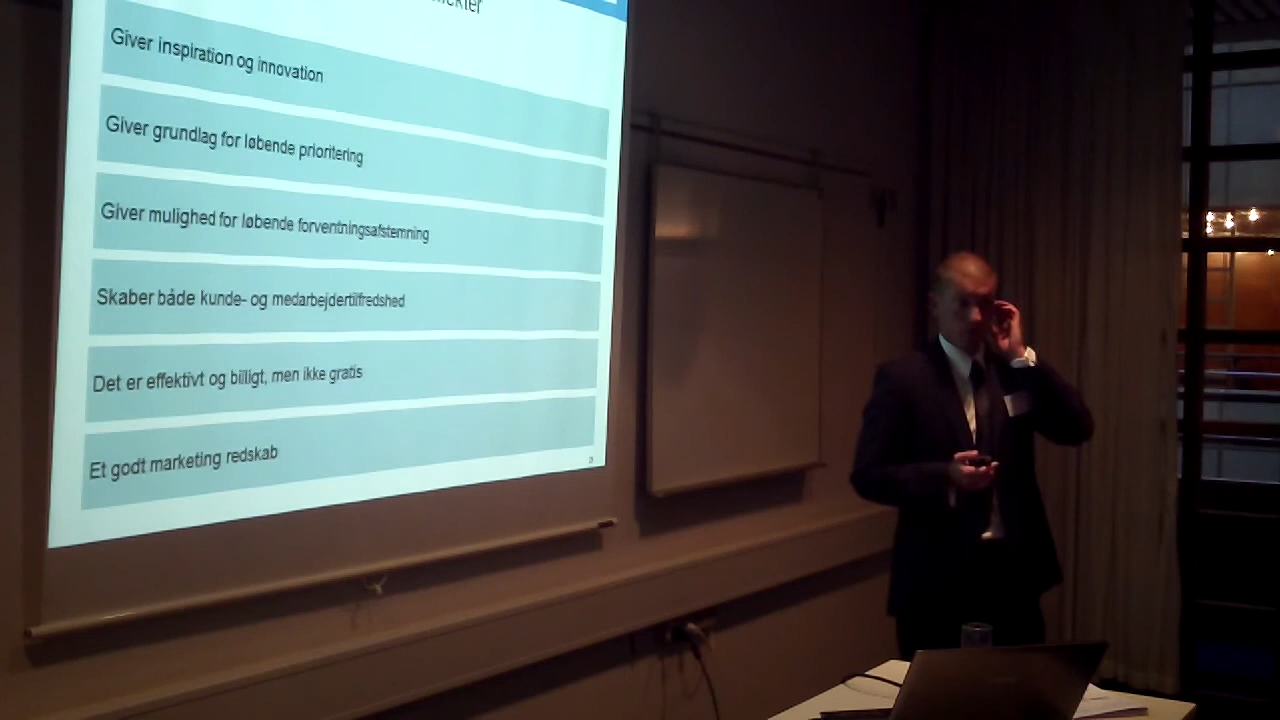 Giver inspiration og innovation
Giver grundlag for løbende prioritering
Giver mulighed for løbende forventningsafstemning
Skaber både kunde- og medarbejdertilfredshed
Det er effektivt og billigt, men ikke gratis
Et godt marketing redskab